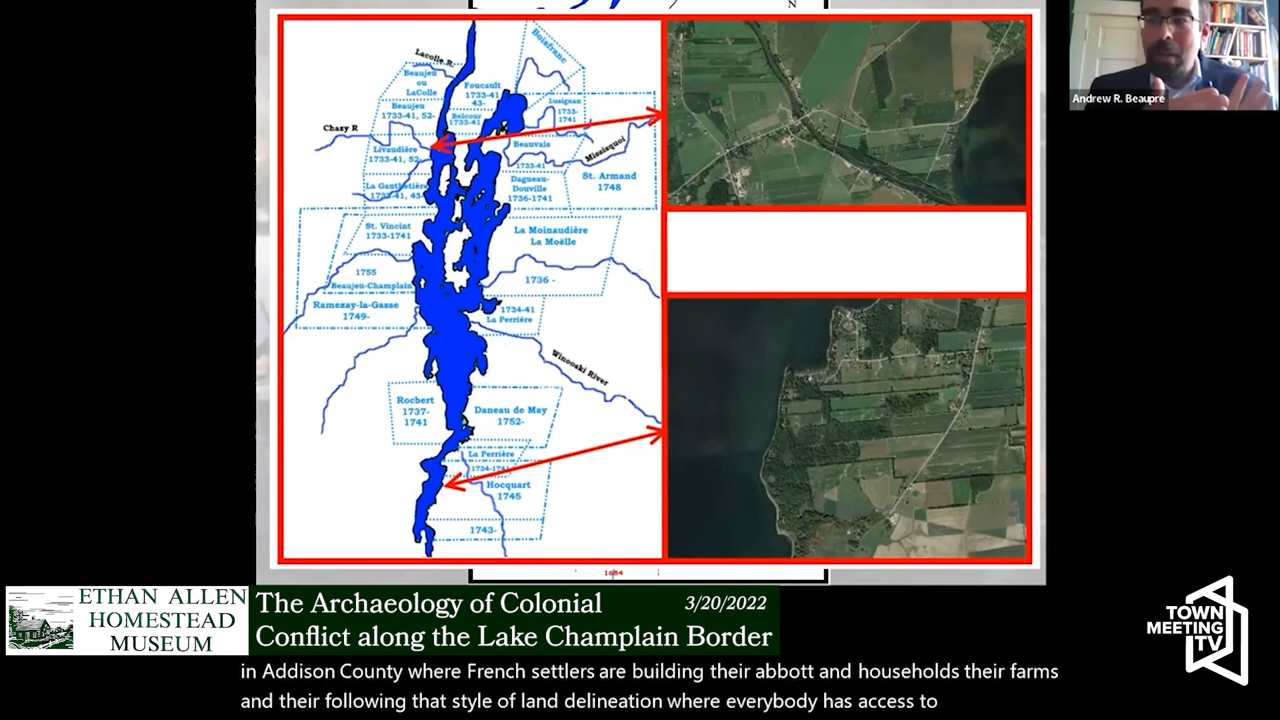 N
Lacolle R.
Boisfranc
Beaujeu
ou
LaColle
Foucault
1733-41
43-
Beaujeu
1733-41, 52-
Belcour
1733-41
Lusignan
1733-
1741
Chazy R
Livaudière
1733-41, 52-
Beauvais
1733-41
Missisquoi
La Gauthetière
1733-41, 43-
Dagueau-
Douville
1736-1741
St. Armand
1748
St. Vincint
1733-1741
La Moinaudière
La Moëlle
1755
Beaujeu-Champlain
1736 -
Ramezay-la-Gasse
1749-
1734-41
La Perrière
Winooski River
Rocbert
1737-
1741
Daneau de May
1752-
La Perrière
1734-1741
Hocquart
1745
1743-
Andrew R. Beaupre
ETHAN ALLEN
HOMESTEAD
MUSEUM
The Archaeology of Colonial 3/20/2022
Conflict along the Lake Champlain Border
TOWN
MEETING
TV
in Addison County where French settlers are building their abbott and households their farms
and their following that style of land delineation where everybody has access to